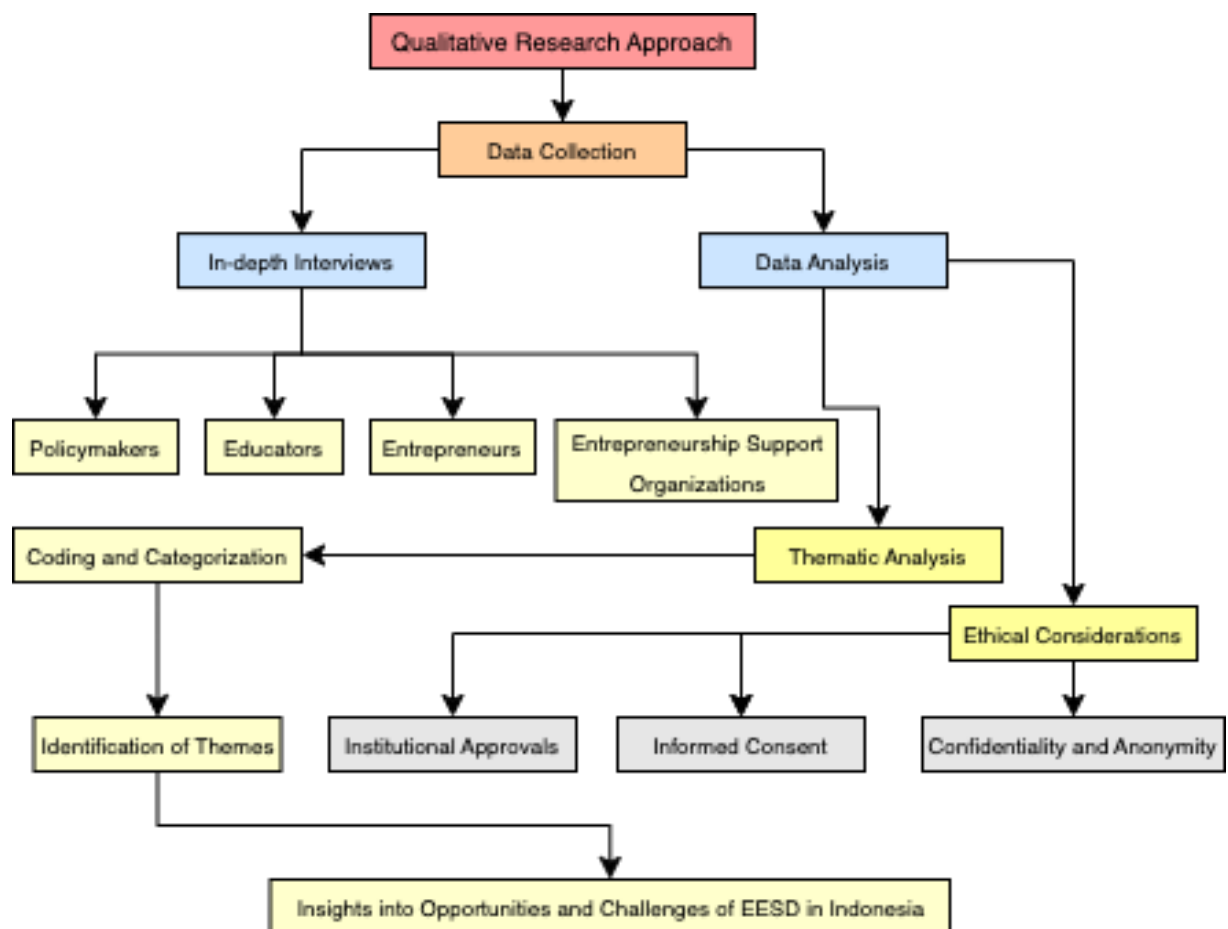 Qualitative Research Approach
Data Collection
In-depth Interviews
Data Analysis
Policymakers
Educators
Entrepreneurs
Entrepreneurship Support
Organizations
Coding and Categorization
Thematic Analysis
Ethical Considerations
Identification of Themes
Institutional Approvals
Informed Consent
Confidentiality and Anonymity
Insights into Opportunities and Challenges of EESD in Indonesia